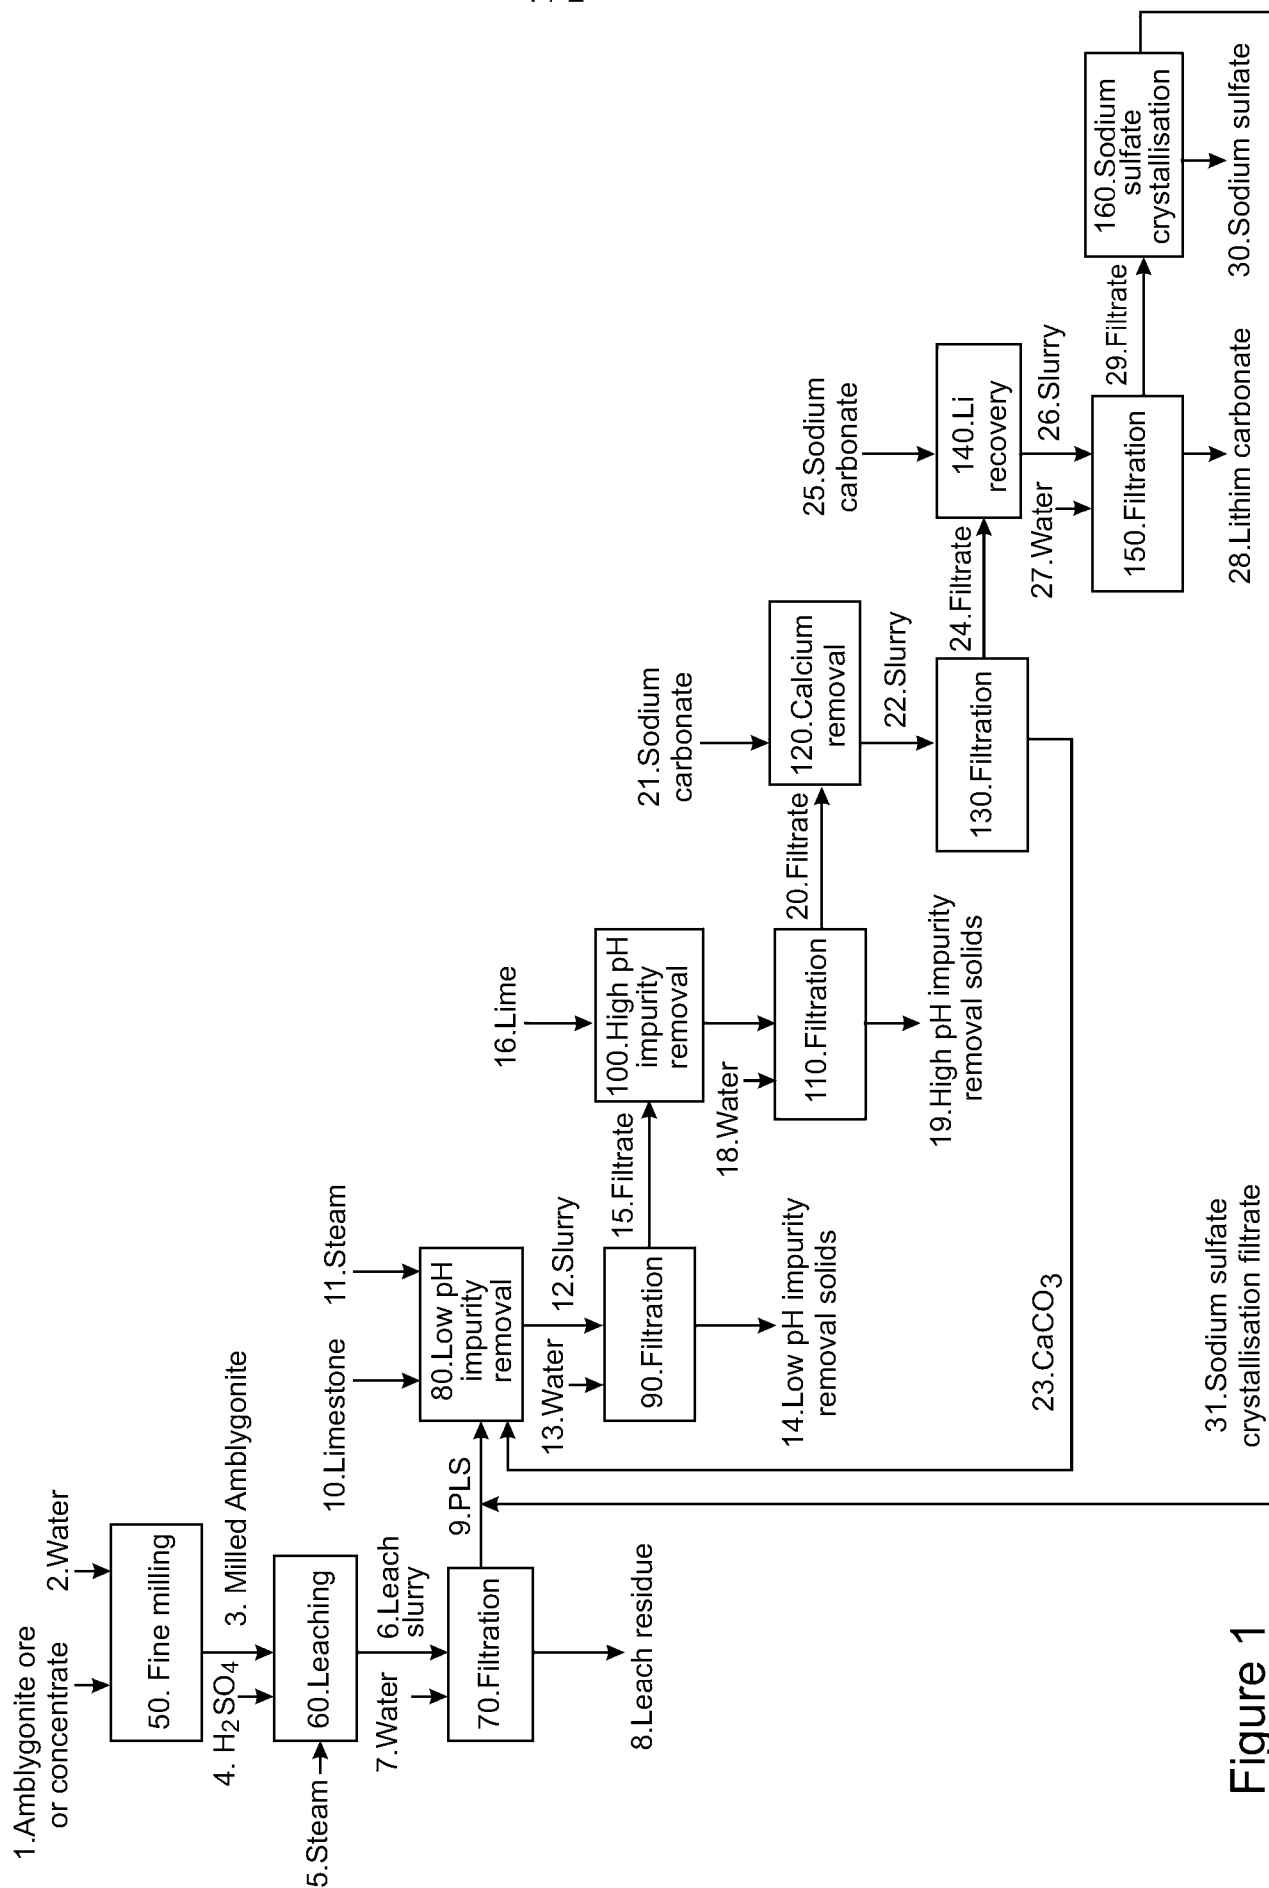 1.Amblygonite ore
or concentrate
2.Water
50. Fine milling
3. Milled Amblygonite
4. H2SO4
5.Steam
60.Leaching
6.Leach
slurry
7.Water
70.Filtration
8.Leach residue
9.PLS
10.Limestone
11.Steam
80.Low pH
impurity
removal
12.Slurry
13.Water
90.Filtration
14.Low pH impurity
removal solids
15.Filtrate
16.Lime
100.High pH
impurity
removal
18.Water
110.Filtration
19.High pH impurity
removal solids
20.Filtrate
21.Sodium
carbonate
120.Calcium
removal
22.Slurry
130.Filtration
23.CaCO3
24.Filtrate
25.Sodium
carbonate
140.Li
recovery
26.Slurry
27.Water
150.Filtration
28.Lithim carbonate
29.Filtrate
160.Sodium
sulfate
crystallisation
30.Sodium sulfate
31.Sodium sulfate
crystallisation filtrate
Figure 1